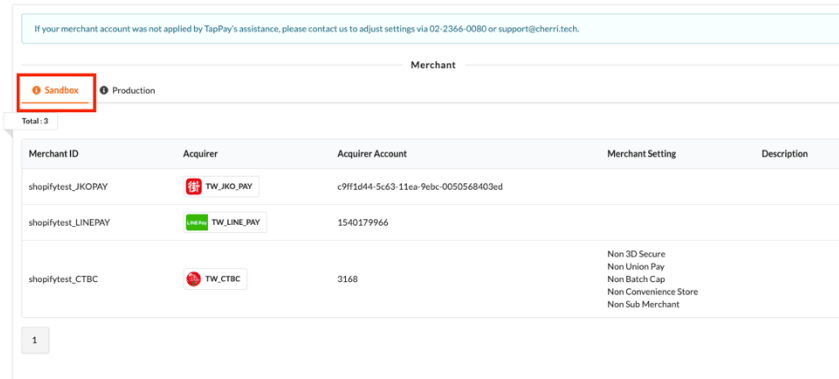 If your merchant account was not applied by TapPay's assistance, please contact us to adjust settings via 02-2366-0080 or support@cherri.tech.
Merchant
Sandbox Production
Total : 3
Merchant ID Acquirer Acquirer Account Merchant Setting Description
shopifytest_JKOPAY 街 TW_JKO_PAY c9ff1d44-5c63-11ea-9ebc-0050568403ed
shopifytest_LINEPAY LINE Pay TW_LINE_PAY 1540179966
shopifytest_CTBC TW_CTBC 3168
Non 3D Secure
Non Union Pay
Non Batch Cap
Non Convenience Store
Non Sub Merchant
1